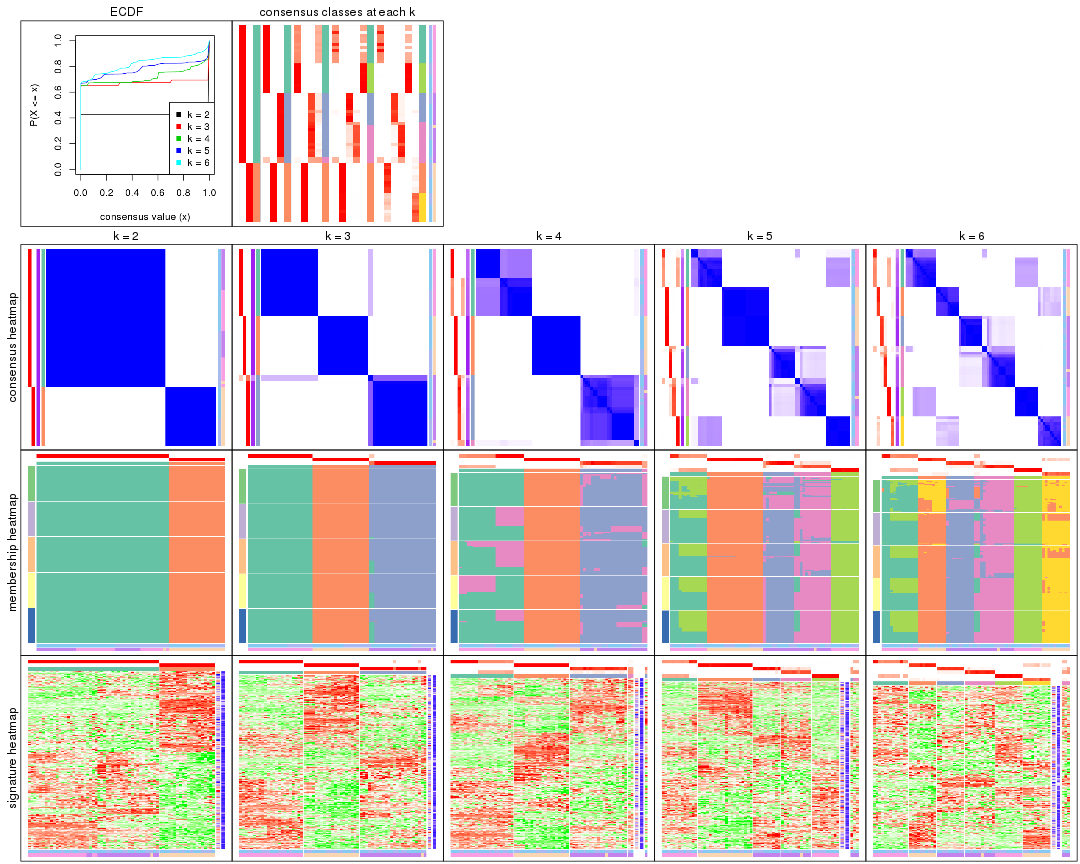 ECDF
consensus classes at each k
P(X <= x)
0.0 0.2 0.4 0.6 0.8 1.0
k = 2
k = 3
k = 4
k = 5
k = 6
0.0 0.2 0.4 0.6 0.8 1.0
consensus value (x)
k = 2
k = 3
k = 4
k = 5
k = 6
consensus heatmap
membership heatmap
signature heatmap